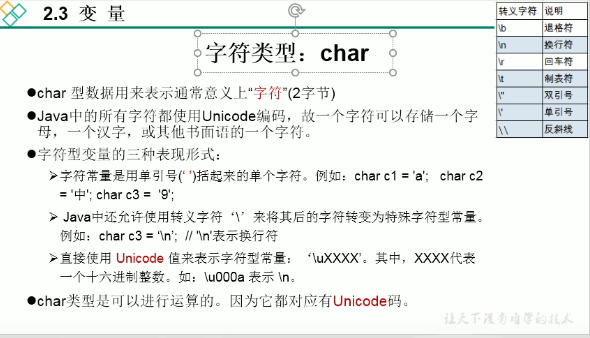 2.3 变 量
字符类型：char
●char 型数据用来表示通常意义上“字符”(2字节)
●Java中的所有字符都使用Unicode编码，故一个字符可以存储一个字
母，一个汉字，或其他书面语的一个字符。
●字符型变量的三种表现形式：
➢字符常量是用单引号(‘ ’)括起来的单个字符。例如：char c1 = 'a'; char c2
= '中'; char c3 = '9';
➢ Java中还允许使用转义字符‘\’来将其后的字符转变为特殊字符型常量。
例如：char c3 = ‘\n’; // '\n'表示换行符
➢直接使用 Unicode 值来表示字符型常量：‘\uXXXX’。其中，XXXX代表
一个十六进制整数。如：\u000a 表示 \n。
●char类型是可以进行运算的。因为它都对应有Unicode码。
转义字符 说明
\b 退格符
\n 换行符
\r 回车符
\t 制表符
\" 双引号
\' 单引号
\\ 反斜线
让天下没有难学的技术